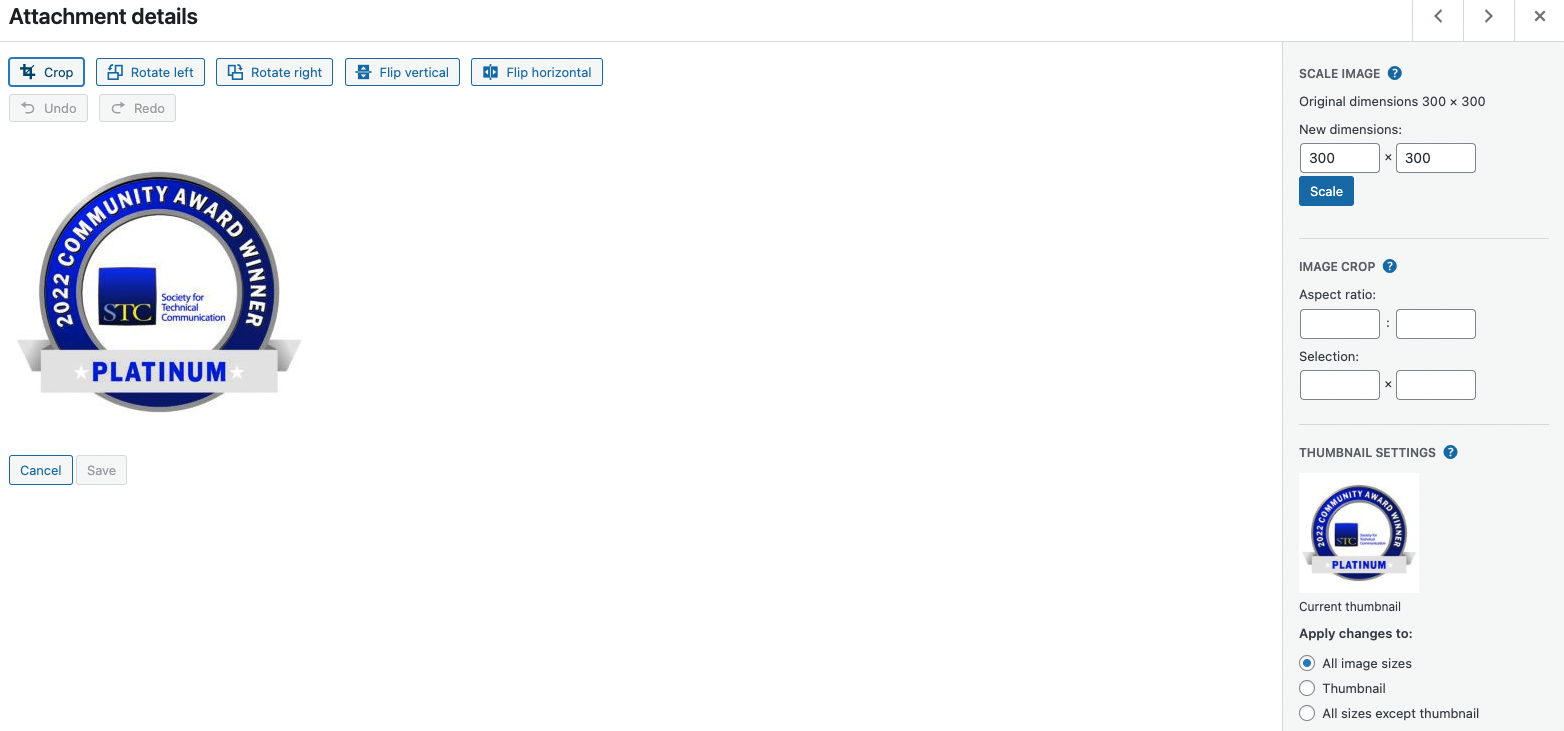 Attachment details
Crop
Rotate left
Rotate right
Flip vertical
Flip horizontal
Undo
Redo
2022 COMMUNITY AWARD WINNER
STC
Society for
Technical
Communication
PLATINUM
Cancel
Save
SCALE IMAGE ?
Original dimensions 300 × 300
New dimensions:
300 × 300
Scale
IMAGE CROP ?
Aspect ratio:
:
Selection:
×
THUMBNAIL SETTINGS ?
2022 COMMUNITY AWARD WINNER
STC
Society for
Technical
Communication
PLATINUM
Current thumbnail
Apply changes to:
All image sizes
Thumbnail
All sizes except thumbnail